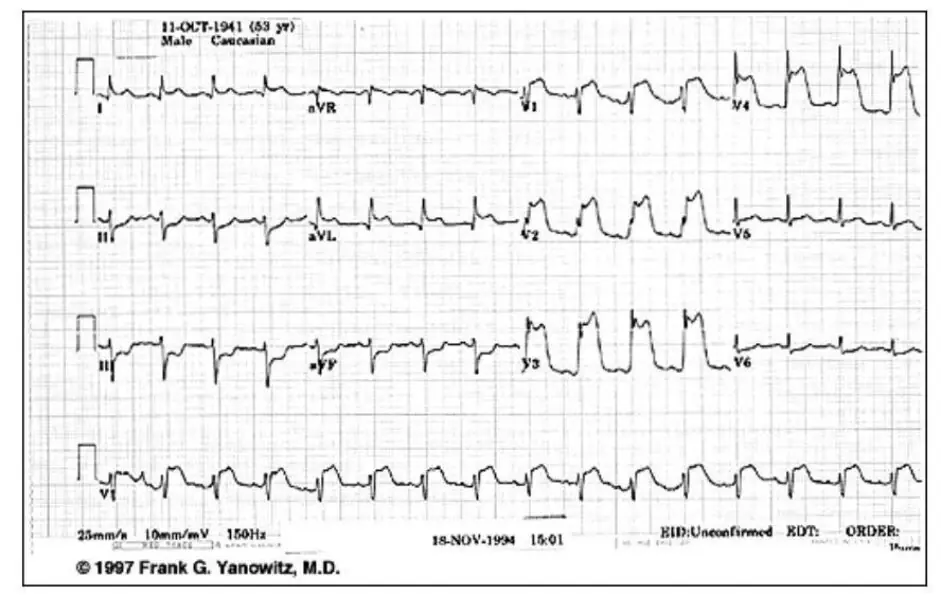 11-OCT-1941 (53 yr)
Male Caucasian
I aVR V1 V4
II aVL V2 V5
III aVF V3 V6
V1
25mm/s 10mm/mV 150Hz
18-NOV-1994 15:01
EID:Unconfirmed EDT: ORDER:
© 1997 Frank G. Yanowitz, M.D.